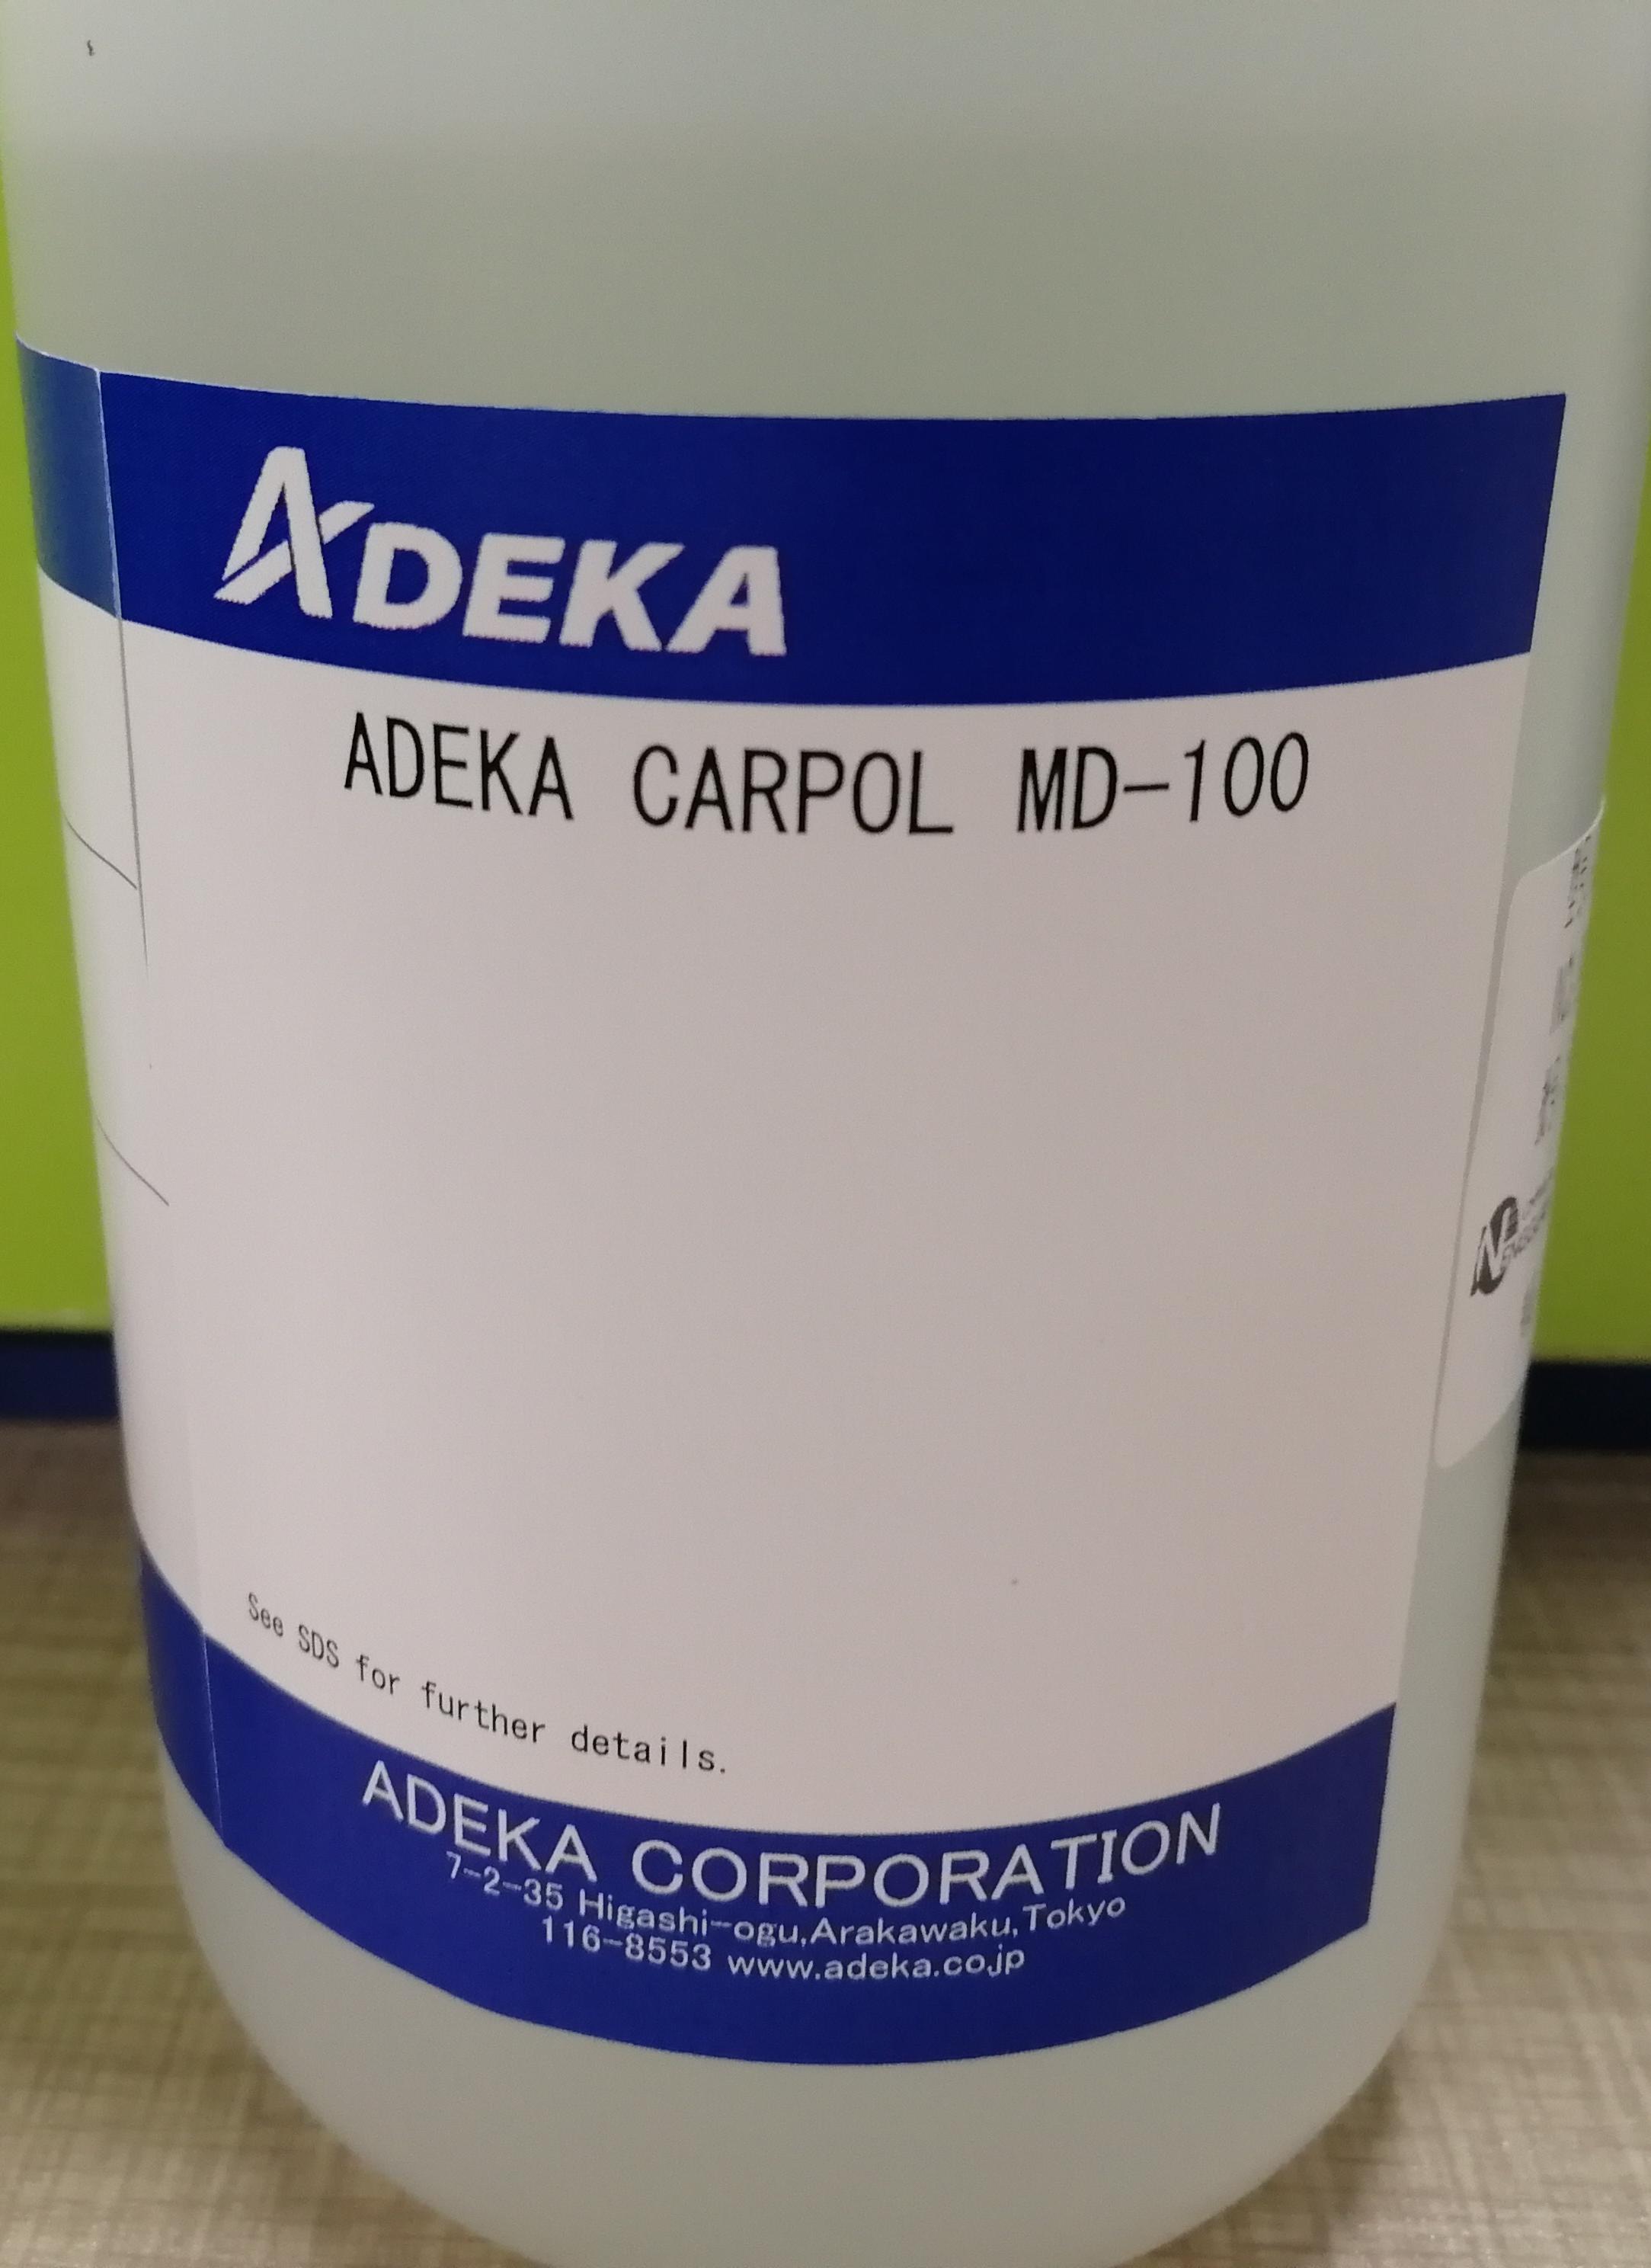 ADEKA
ADEKA CARPOL MD-100
See SDS for further details.
ADEKA CORPORATION
7-2-35 Higashi-ogu,Arakawaku,Tokyo
116-8553 www.adeka.co.jp